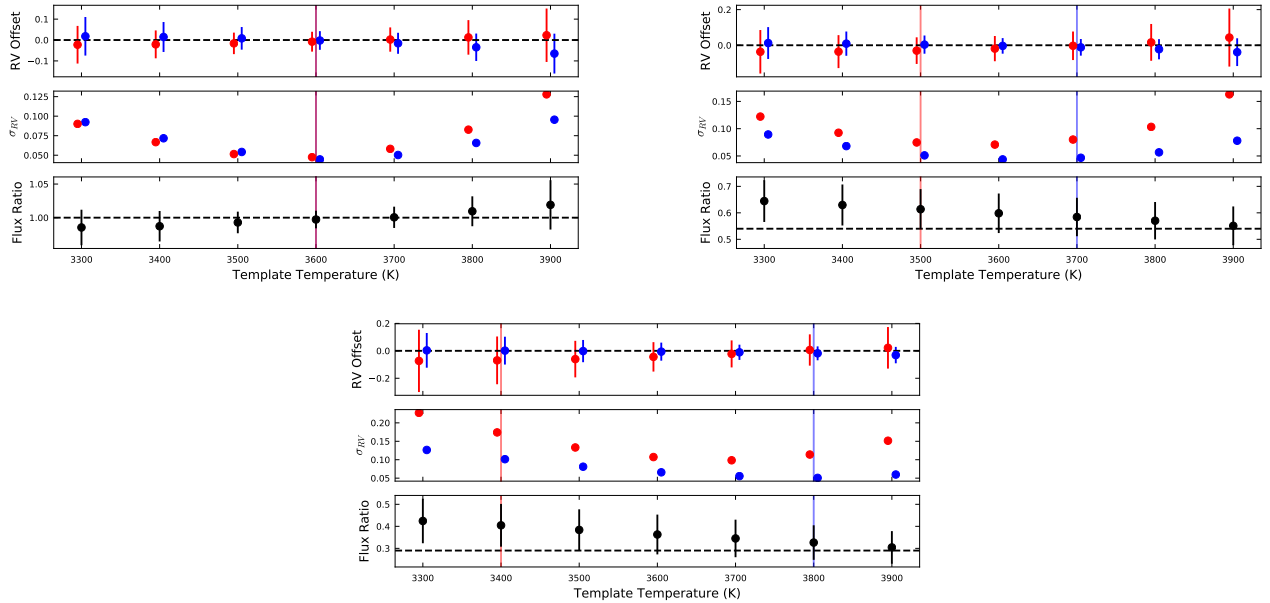 RV Offset
0.1
0.0
−0.1
σRV
0.125
0.100
0.075
0.050
Flux Ratio
1.05
1.00
3300 3400 3500 3600 3700 3800 3900
Template Temperature (K)
RV Offset
0.2
0.0
σRV
0.15
0.10
0.05
Flux Ratio
0.7
0.6
0.5
3300 3400 3500 3600 3700 3800 3900
Template Temperature (K)
RV Offset
0.2
0.0
−0.2
σRV
0.20
0.15
0.10
0.05
Flux Ratio
0.5
0.4
0.3
3300 3400 3500 3600 3700 3800 3900
Template Temperature (K)